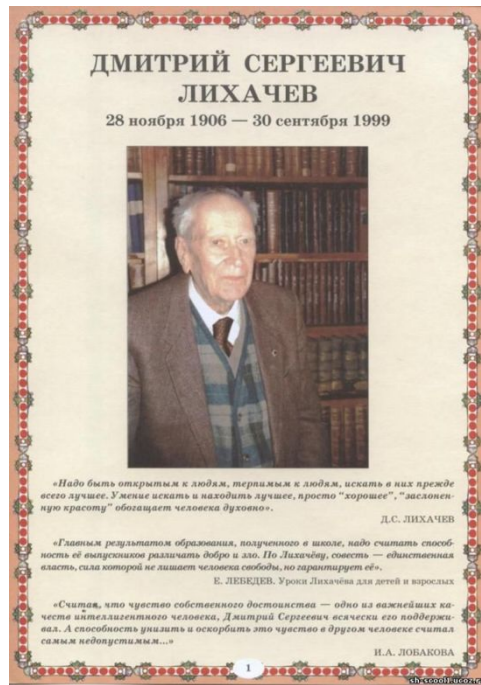 ДМИТРИЙ СЕРГЕЕВИЧ
ЛИХАЧЕВ
28 ноября 1906 — 30 сентября 1999
«Надо быть открытым к людям, терпимым к людям, искать в них прежде
всего лучшее. Умение искать и находить лучшее, просто “хорошее”, “заслонен-
ную красоту” обогащает человека духовно».
Д.С. ЛИХАЧЕВ
«Главным результатом образования, полученного в школе, надо считать способ-
ность её выпускников различать добро и зло. По Лихачёву, совесть — единственная
власть, сила которой не лишает человека свободы, но гарантирует её».
Е. ЛЕБЕДЕВ. Уроки Лихачёва для детей и взрослых
«Считая, что чувство собственного достоинства — одно из важнейших ка-
честв интеллигентного человека, Дмитрий Сергеевич всячески его поддержи-
вал. А способность унизить и оскорбить это чувство в другом человеке считал
самым недопустимым...»
И.А. ЛОБАКОВА
1
sh-scool1.ucoz.r